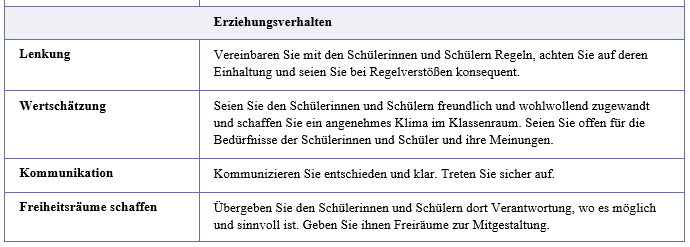 Erziehungsverhalten
Lenkung
Vereinbaren Sie mit den Schülerinnen und Schülern Regeln, achten Sie auf deren
Einhaltung und seien Sie bei Regelverstößen konsequent.
Wertschätzung
Seien Sie den Schülerinnen und Schülern freundlich und wohlwollend zugewandt
und schaffen Sie ein angenehmes Klima im Klassenraum. Seien Sie offen für die
Bedürfnisse der Schülerinnen und Schüler und ihre Meinungen.
Kommunikation
Kommunizieren Sie entschieden und klar. Treten Sie sicher auf.
Freiheitsräume schaffen
Übergeben Sie den Schülerinnen und Schülern dort Verantwortung, wo es möglich
und sinnvoll ist. Geben Sie ihnen Freiräume zur Mitgestaltung.